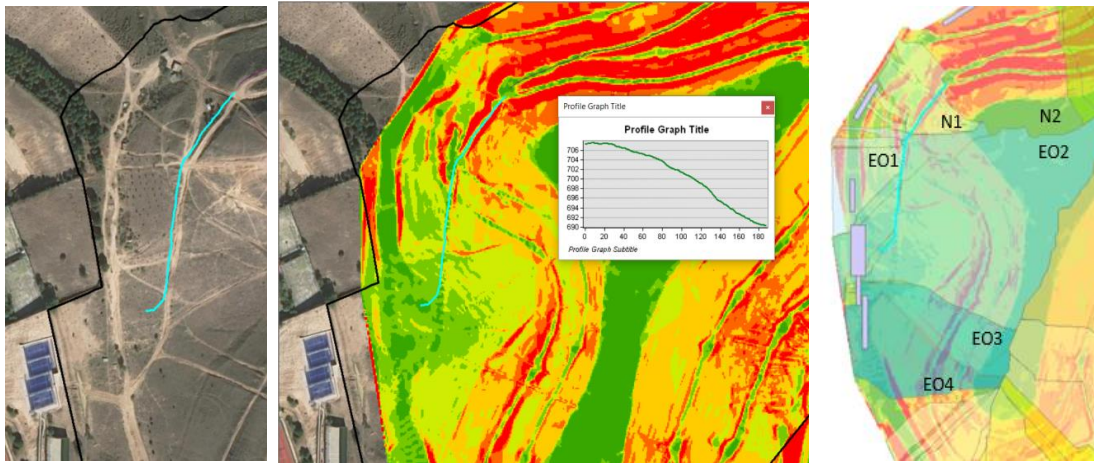 Profile Graph Title
x
Profile Graph Title
706
704
702
700
698
696
694
692
690
0 20 40 60 80 100 120 140 160 180
Profile Graph Subtitle
N1
N2
EO1
EO2
EO3
EO4